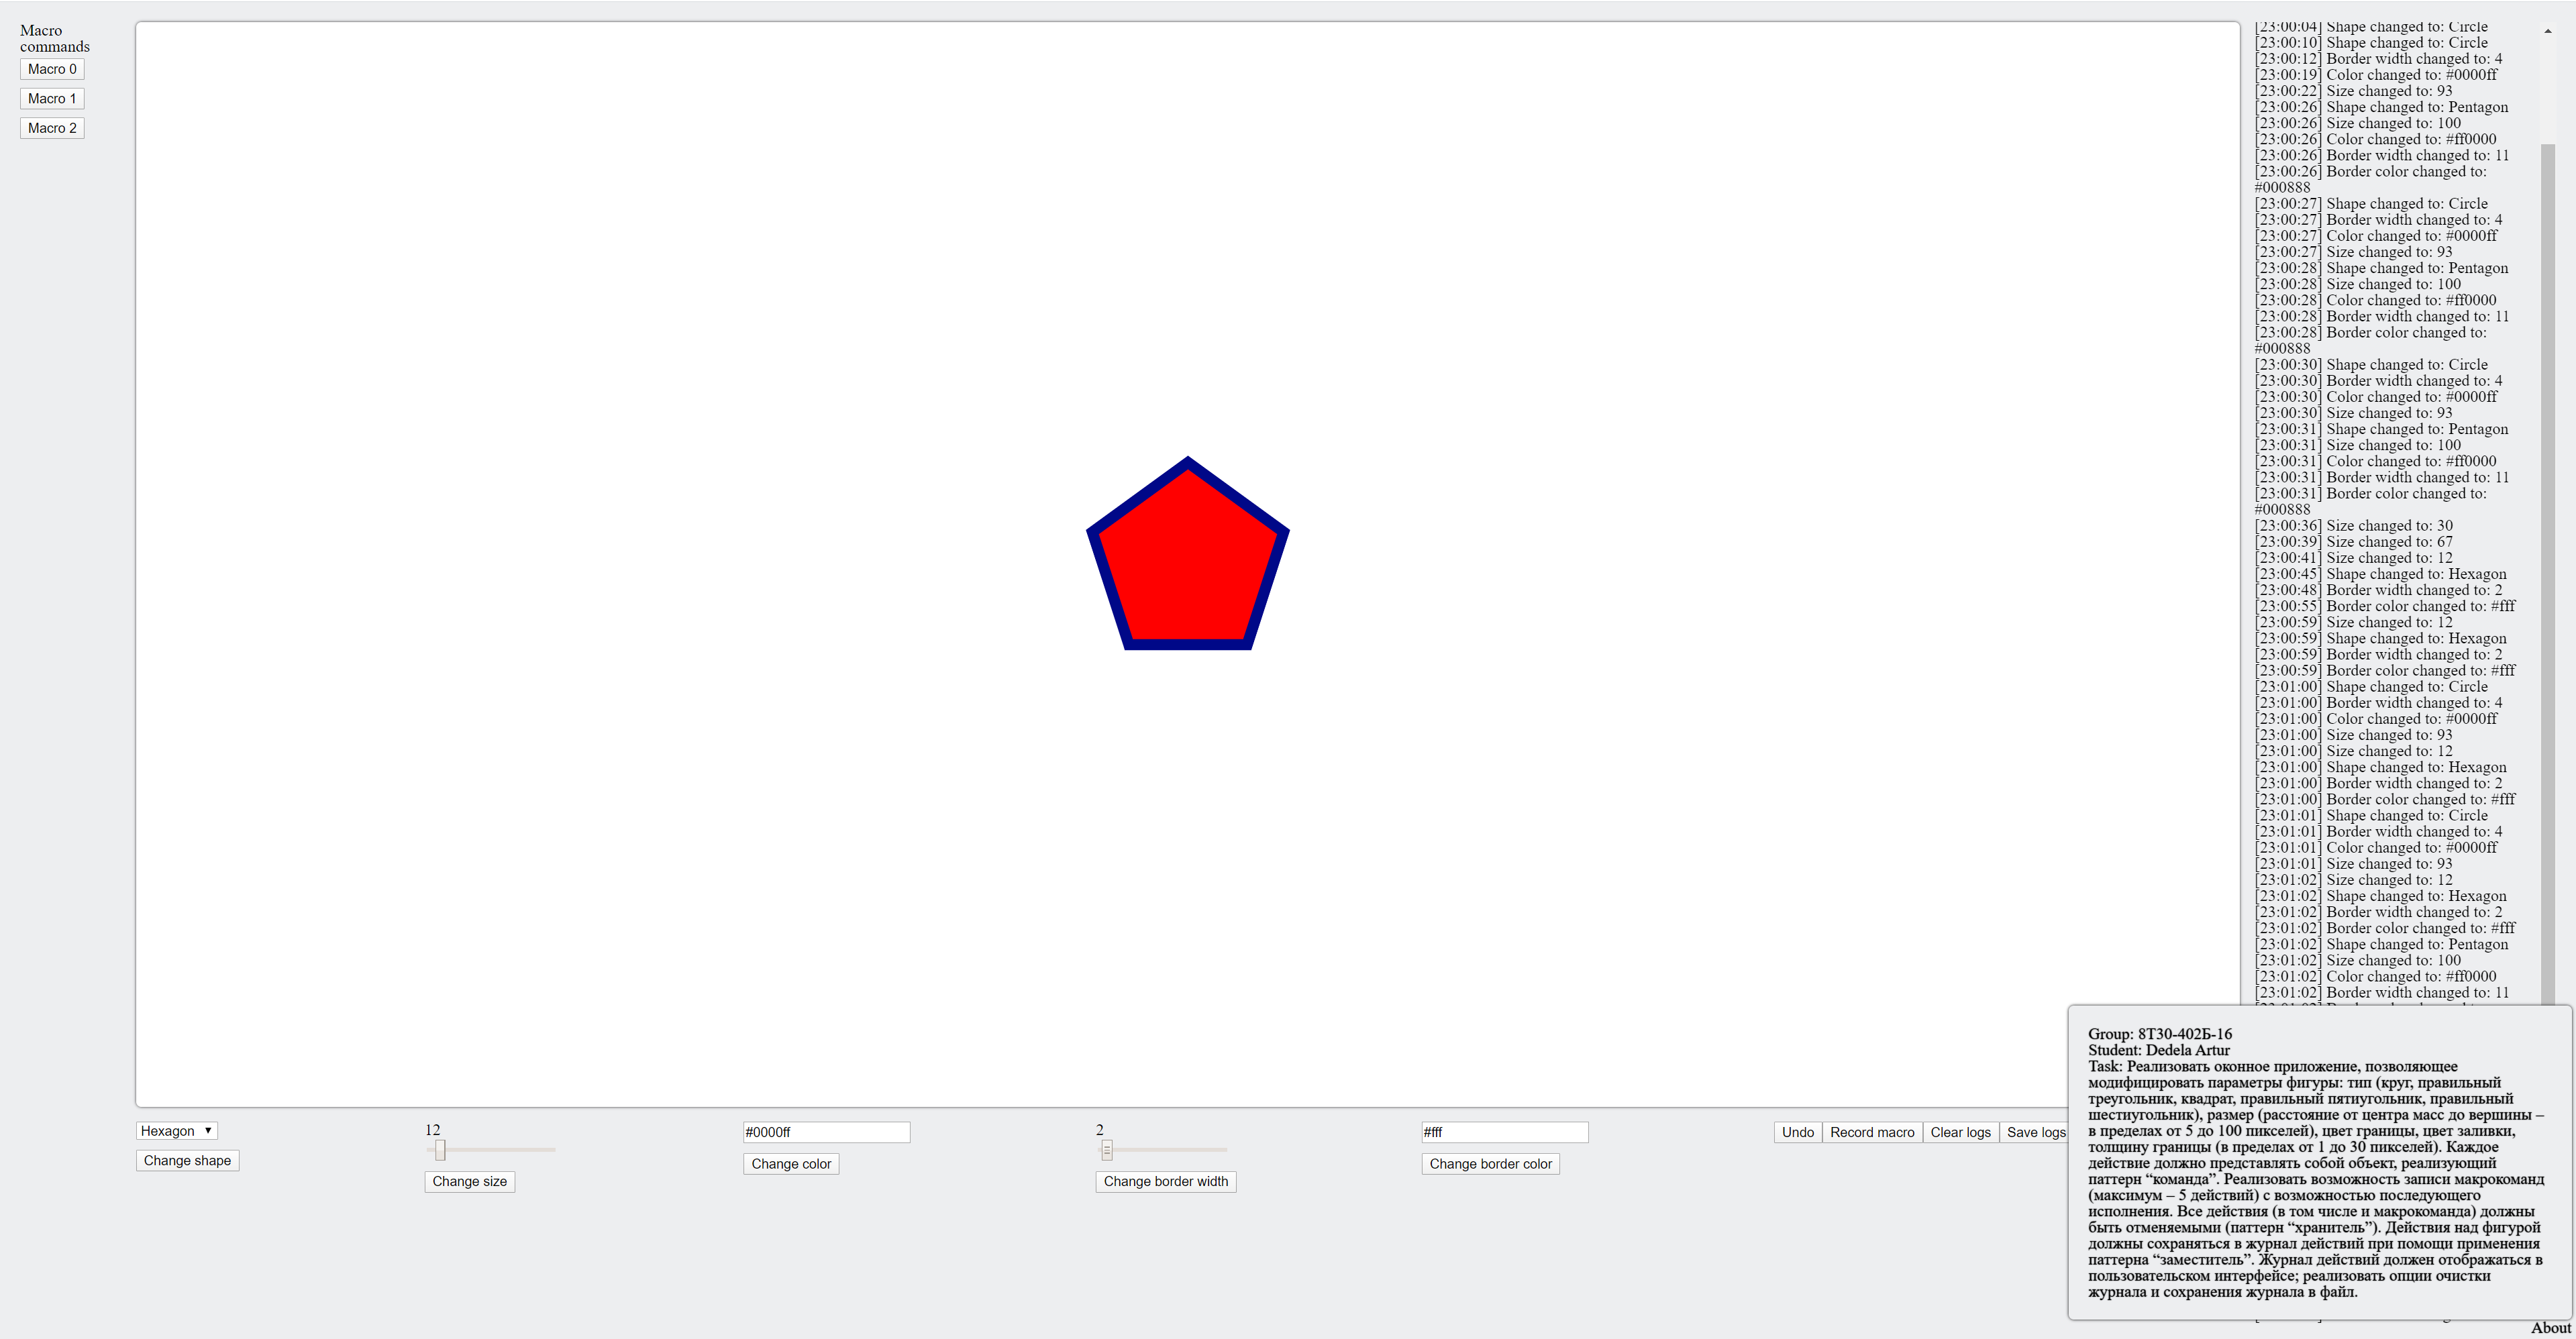 Macro
commands
Macro 0
Macro 1
Macro 2
[23:00:04] Shape changed to: Circle
[23:00:10] Shape changed to: Circle
[23:00:12] Border width changed to: 4
[23:00:19] Color changed to: #0000ff
[23:00:22] Size changed to: 93
[23:00:26] Shape changed to: Pentagon
[23:00:26] Size changed to: 100
[23:00:26] Color changed to: #ff0000
[23:00:26] Border width changed to: 11
[23:00:26] Border color changed to:
#000888
[23:00:27] Shape changed to: Circle
[23:00:27] Border width changed to: 4
[23:00:27] Color changed to: #0000ff
[23:00:27] Size changed to: 93
[23:00:28] Shape changed to: Pentagon
[23:00:28] Size changed to: 100
[23:00:28] Color changed to: #ff0000
[23:00:28] Border width changed to: 11
[23:00:28] Border color changed to:
#000888
[23:00:30] Shape changed to: Circle
[23:00:30] Border width changed to: 4
[23:00:30] Color changed to: #0000ff
[23:00:30] Size changed to: 93
[23:00:31] Shape changed to: Pentagon
[23:00:31] Size changed to: 100
[23:00:31] Color changed to: #ff0000
[23:00:31] Border width changed to: 11
[23:00:31] Border color changed to:
#000888
[23:00:36] Size changed to: 30
[23:00:39] Size changed to: 67
[23:00:41] Size changed to: 12
[23:00:45] Shape changed to: Hexagon
[23:00:48] Border width changed to: 2
[23:00:55] Border color changed to: #fff
[23:00:59] Size changed to: 12
[23:00:59] Shape changed to: Hexagon
[23:00:59] Border width changed to: 2
[23:00:59] Border color changed to: #fff
[23:01:00] Shape changed to: Circle
[23:01:00] Border width changed to: 4
[23:01:00] Color changed to: #0000ff
[23:01:00] Size changed to: 93
[23:01:00] Size changed to: 12
[23:01:00] Shape changed to: Hexagon
[23:01:00] Border width changed to: 2
[23:01:00] Border color changed to: #fff
[23:01:01] Shape changed to: Circle
[23:01:01] Border width changed to: 4
[23:01:01] Color changed to: #0000ff
[23:01:01] Size changed to: 93
[23:01:02] Size changed to: 12
[23:01:02] Shape changed to: Hexagon
[23:01:02] Border width changed to: 2
[23:01:02] Border color changed to: #fff
[23:01:02] Shape changed to: Pentagon
[23:01:02] Size changed to: 100
[23:01:02] Color changed to: #ff0000
[23:01:02] Border width changed to: 11
Hexagon
Change shape
12
Change size
#0000ff
Change color
2
Change border width
#fff
Change border color
Undo Record macro Clear logs Save logs
Group: 8Т30-402Б-16
Student: Dedela Artur
Task: Реализовать оконное приложение, позволяющее
модифицировать параметры фигуры: тип (круг, правильный
треугольник, квадрат, правильный пятиугольник, правильный
шестиугольник), размер (расстояние от центра масс до вершины –
в пределах от 5 до 100 пикселей), цвет границы, цвет заливки,
толщину границы (в пределах от 1 до 30 пикселей). Каждое
действие должно представлять собой объект, реализующий
паттерн “команда”. Реализовать возможность записи макрокоманд
(максимум – 5 действий) с возможностью последующего
исполнения. Все действия (в том числе и макрокоманда) должны
быть отменяемыми (паттерн “хранитель”). Действия над фигурой
должны сохраняться в журнал действий при помощи применения
паттерна “заместитель”. Журнал действий должен отображаться в
пользовательском интерфейсе; реализовать опции очистки
журнала и сохранения журнала в файл.
About